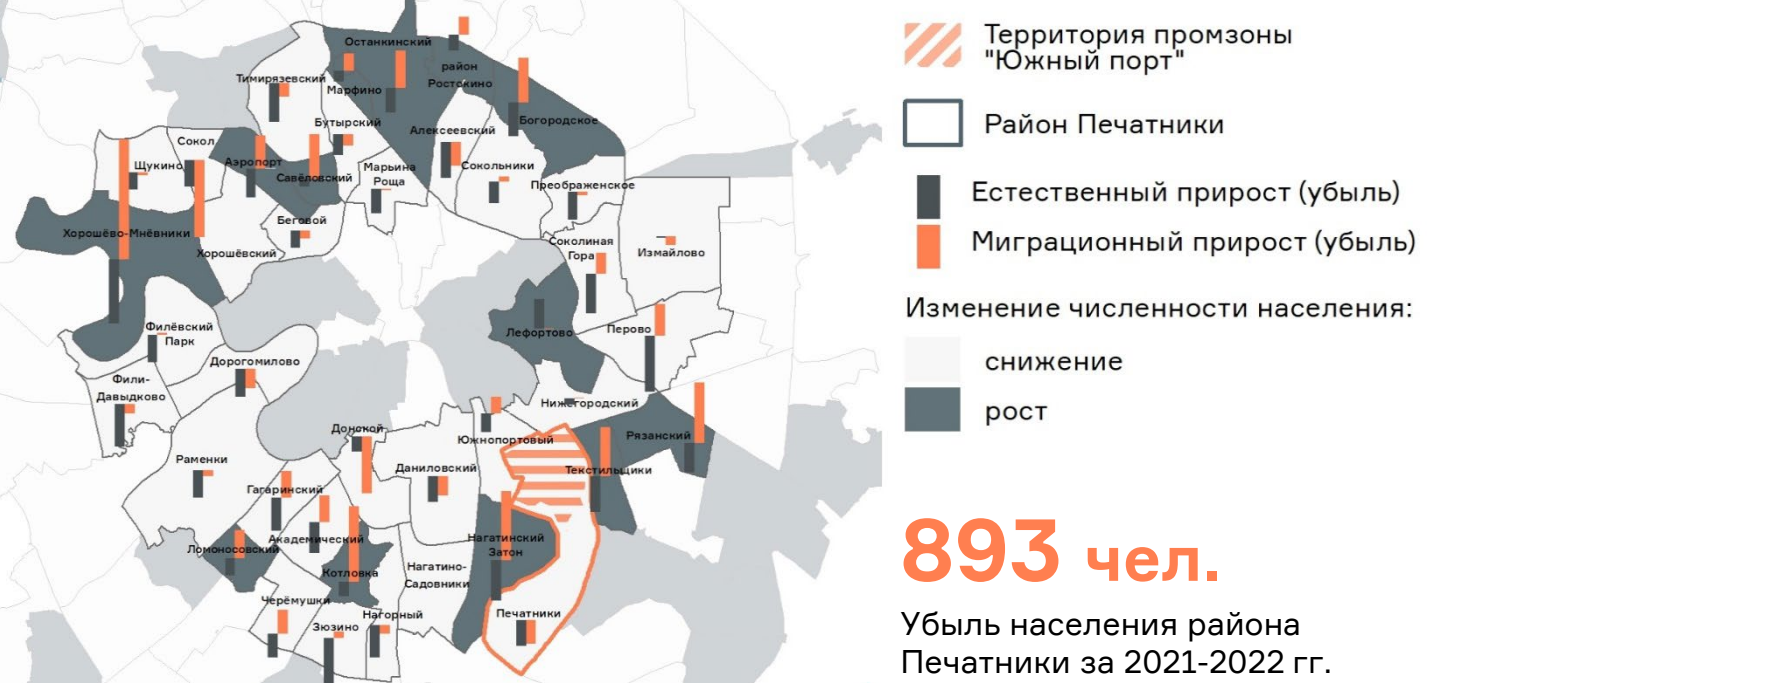 Останкинский
район
Ростокино
Тимирязевский
Марфино
Богородское
Бутырский
Алексеевский
Сокол
Щукино
Аэропорт
Савёловский
Марьина
Роща
Сокольники
Преображенское
Беговой
Хорошёво-Мнёвники
Хорошёвский
Соколиная
Гора
Измайлово
Филёвский
Парк
Лефортово
Перово
Дорогомилово
Фили-
Давыдково
Нижегородский
Донской
Южнопортовый
Рязанский
Раменки
Даниловский
Текстильщики
Гагаринский
Академический
Нагатинский
Затон
Ломоносовский
Котловка
Нагатино-
Садовники
Черёмушки
Зюзино
Нагорный
Печатники
Территория промзоны
"Южный порт"
Район Печатники
Естественный прирост (убыль)
Миграционный прирост (убыль)
Изменение численности населения:
снижение
рост
893 чел.
Убыль населения района
Печатники за 2021-2022 гг.